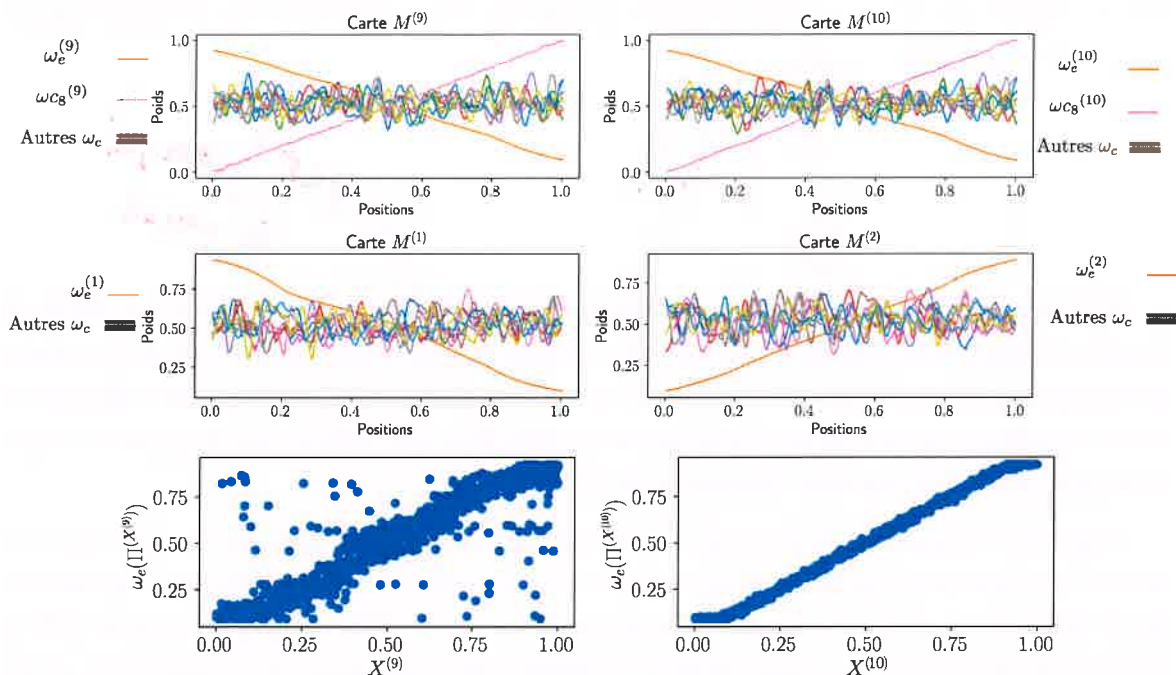 Carte M^(9)
ω_e^(9)
ωc_8^(9)
Autres ω_c
Poids
1.0
0.5
0.0
0.0 0.2 0.4 0.6 0.8 1.0
Positions
Carte M^(10)
Poids
1.0
0.5
0.0
0.0 0.2 0.4 0.6 0.8 1.0
Positions
ω_e^(10)
ωc_8^(10)
Autres ω_c
Carte M^(1)
ω_e^(1)
Autres ω_c
Poids
0.75
0.50
0.25
0.0 0.2 0.4 0.6 0.8 1.0
Positions
Carte M^(2)
Poids
0.75
0.50
0.25
0.0 0.2 0.4 0.6 0.8 1.0
Positions
ω_e^(2)
Autres ω_c
ω_e(Π^(X^(9)))
0.75
0.50
0.25
0.00 0.25 0.50 0.75 1.00
X^(9)
ω_e(Π^(X^(10)))
0.75
0.50
0.25
0.00 0.25 0.50 0.75 1.00
X^(10)